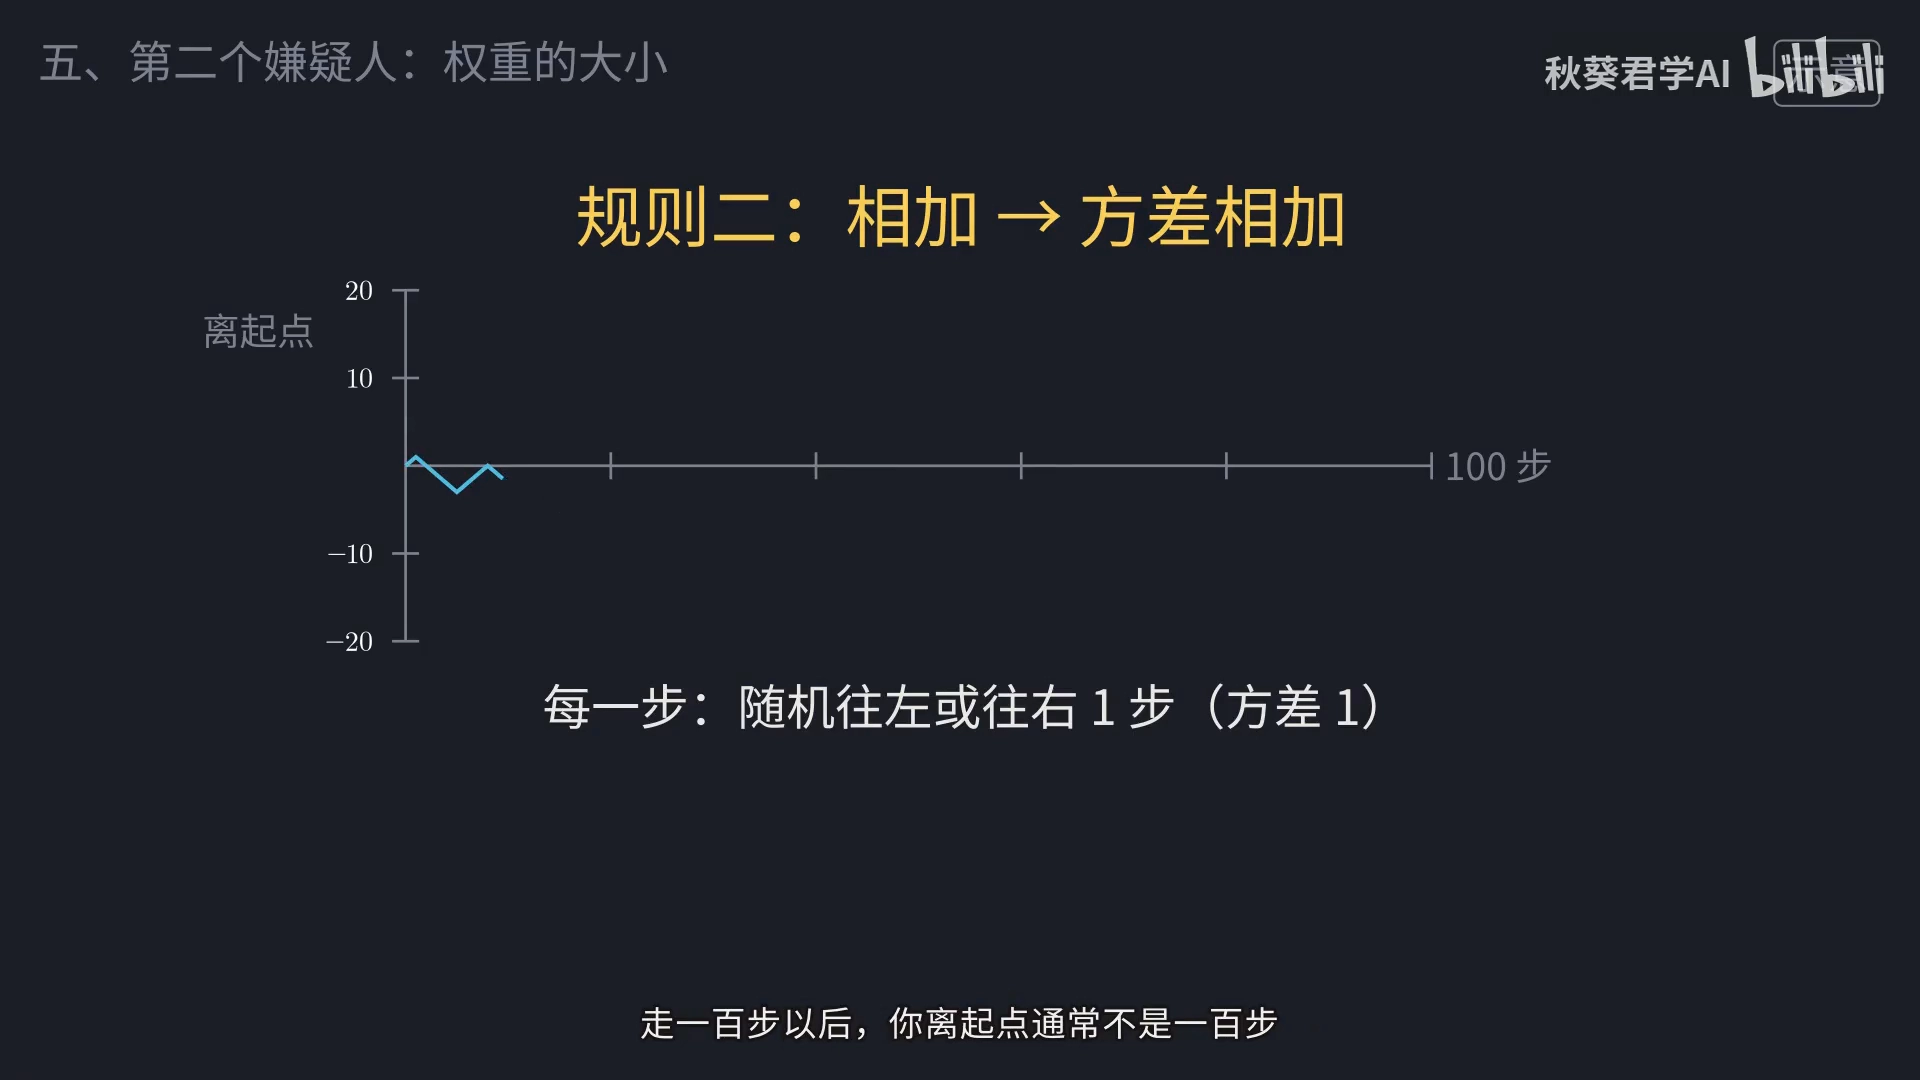 五、第二个嫌疑人：权重的大小
秋葵君学AI bilibili
规则二：相加 → 方差相加
20
离起点
10
100 步
−10
−20
每一步：随机往左或往右 1 步（方差 1）
走一百步以后，你离起点通常不是一百步